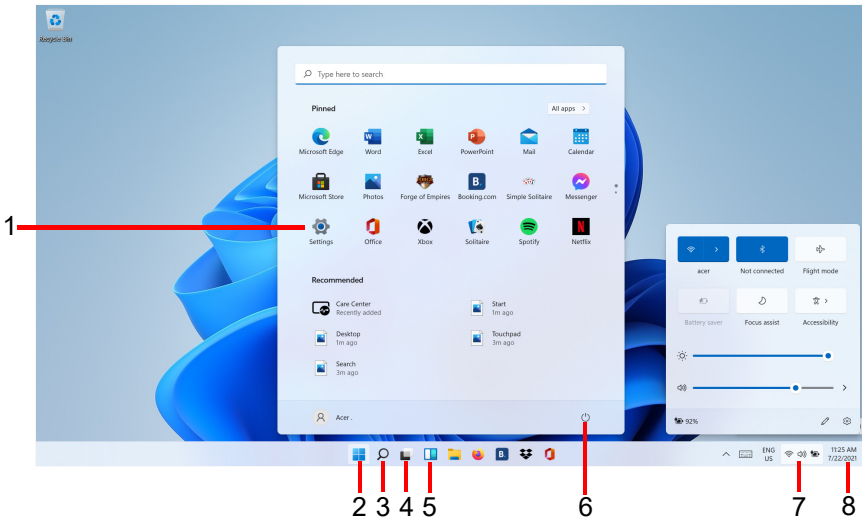 Recycle Bin
Type here to search
Pinned
All apps >
Microsoft Edge Word Excel PowerPoint Mail Calendar
Microsoft Store Photos Forge of Empires Booking.com Simple Solitaire Messenger
1
Settings Office Xbox Solitaire Spotify Netflix
acer Not connected Flight mode
Recommended
Care Center
Recently added
Start
1m ago
Battery saver Focus assist Accessibility
Desktop
1m ago
Touchpad
3m ago
Search
3m ago
Acer .
92%
ENG
US
11:25 AM
7/22/2021
2 3 4 5 6 7 8